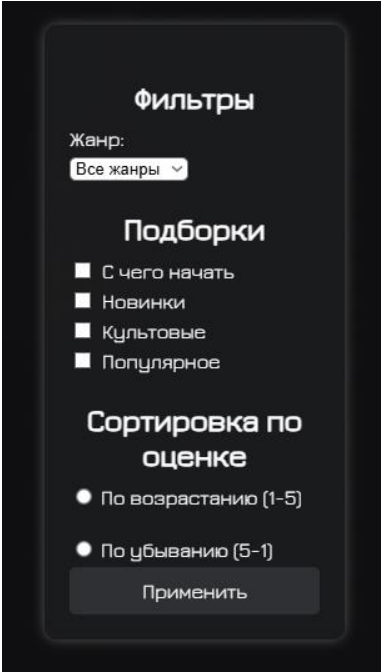 Фильтры
Жанр:
Все жанры
Подборки
С чего начать
Новинки
Культовые
Популярное
Сортировка по
оценке
По возрастанию (1-5)
По убыванию (5-1)
Применить